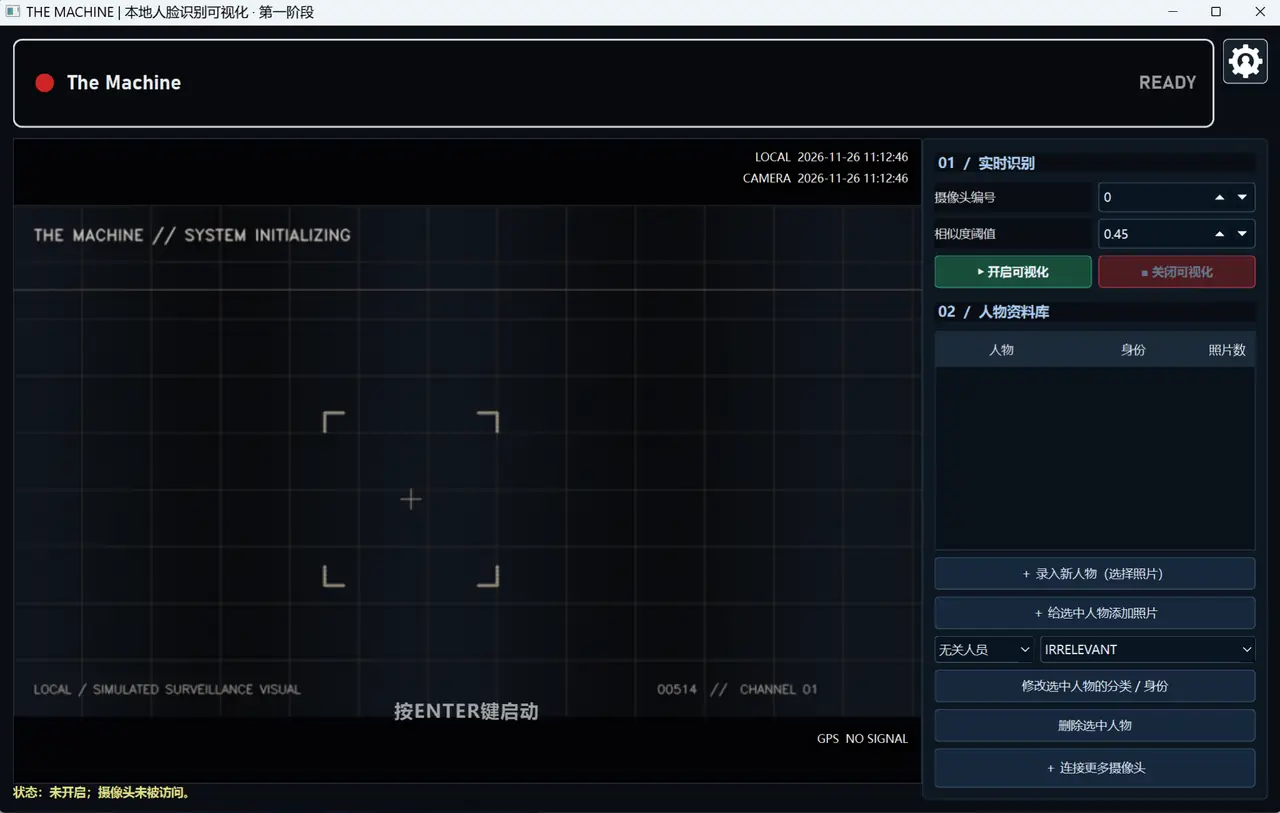 THE MACHINE | 本地人脸识别可视化 · 第一阶段
The Machine
READY
LOCAL 2026-11-26 11:12:46
CAMERA 2026-11-26 11:12:46
THE MACHINE // SYSTEM INITIALIZING
LOCAL / SIMULATED SURVEILLANCE VISUAL
00514 // CHANNEL 01
按ENTER键启动
GPS NO SIGNAL
01 / 实时识别
摄像头编号 0
相似度阈值 0.45
开启可视化 关闭可视化
02 / 人物资料库
人物 身份 照片数
+ 录入新人物（选择照片）
+ 给选中人物添加照片
无关人员 IRRELEVANT
修改选中人物的分类 / 身份
删除选中人物
+ 连接更多摄像头
状态：未开启；摄像头未被访问。